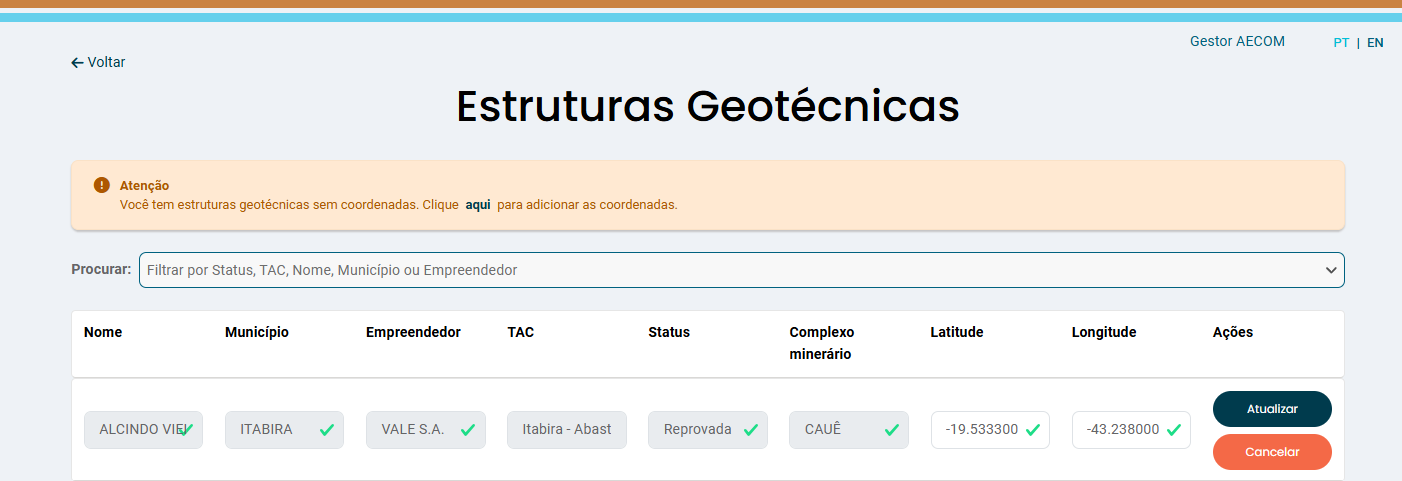 Gestor AECOM
PT | EN
Voltar
Estruturas Geotécnicas
Atenção
Você tem estruturas geotécnicas sem coordenadas. Clique aqui para adicionar as coordenadas.
Procurar:
Filtrar por Status, TAC, Nome, Município ou Empreendedor
Nome Município Empreendedor TAC Status Complexo minerário Latitude Longitude Ações
ALCINDO VIEI ITABIRA VALE S.A. Itabira - Abast Reprovada CAUÊ -19.533300 -43.238000
Atualizar
Cancelar